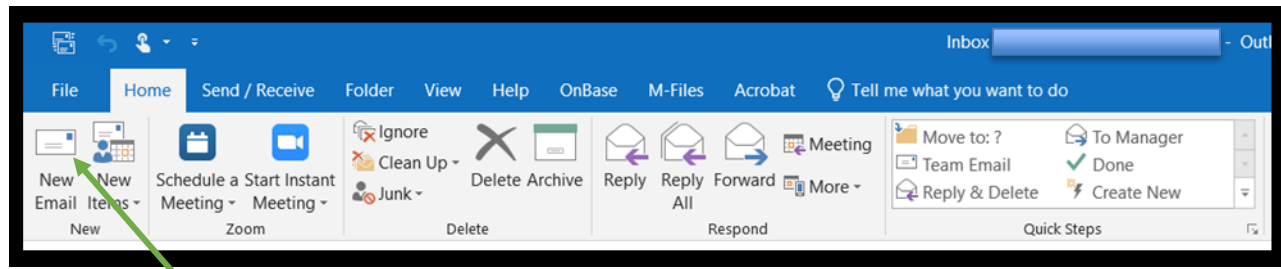 Inbox - Outl
File Home Send / Receive Folder View Help OnBase M-Files Acrobat Tell me what you want to do
New Email
New Items
Schedule a Meeting
Start Instant Meeting
Ignore
Clean Up
Junk
Delete
Archive
Reply
Reply All
Forward
Meeting
More
Move to: ?
Team Email
Reply & Delete
To Manager
Done
Create New
New Zoom Delete Respond Quick Steps